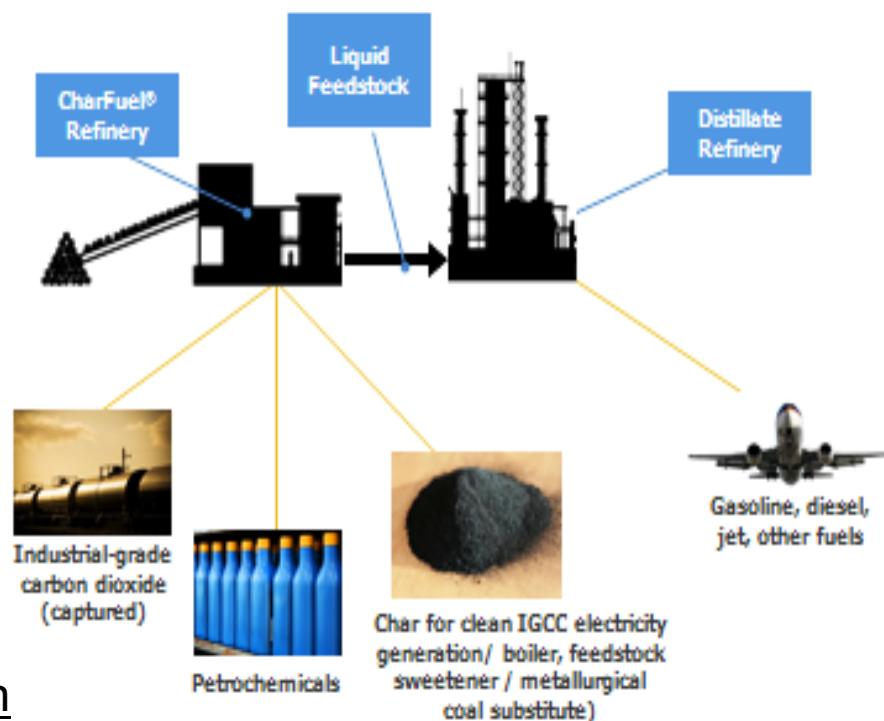 Liquid
Feedstock
CharFuel®
Refinery
Distillate
Refinery
Industrial-grade
carbon dioxide
(captured)
Petrochemicals
Char for clean IGCC electricity
generation/ boiler, feedstock
sweetener / metallurgical
coal substitute)
Gasoline, diesel,
jet, other fuels